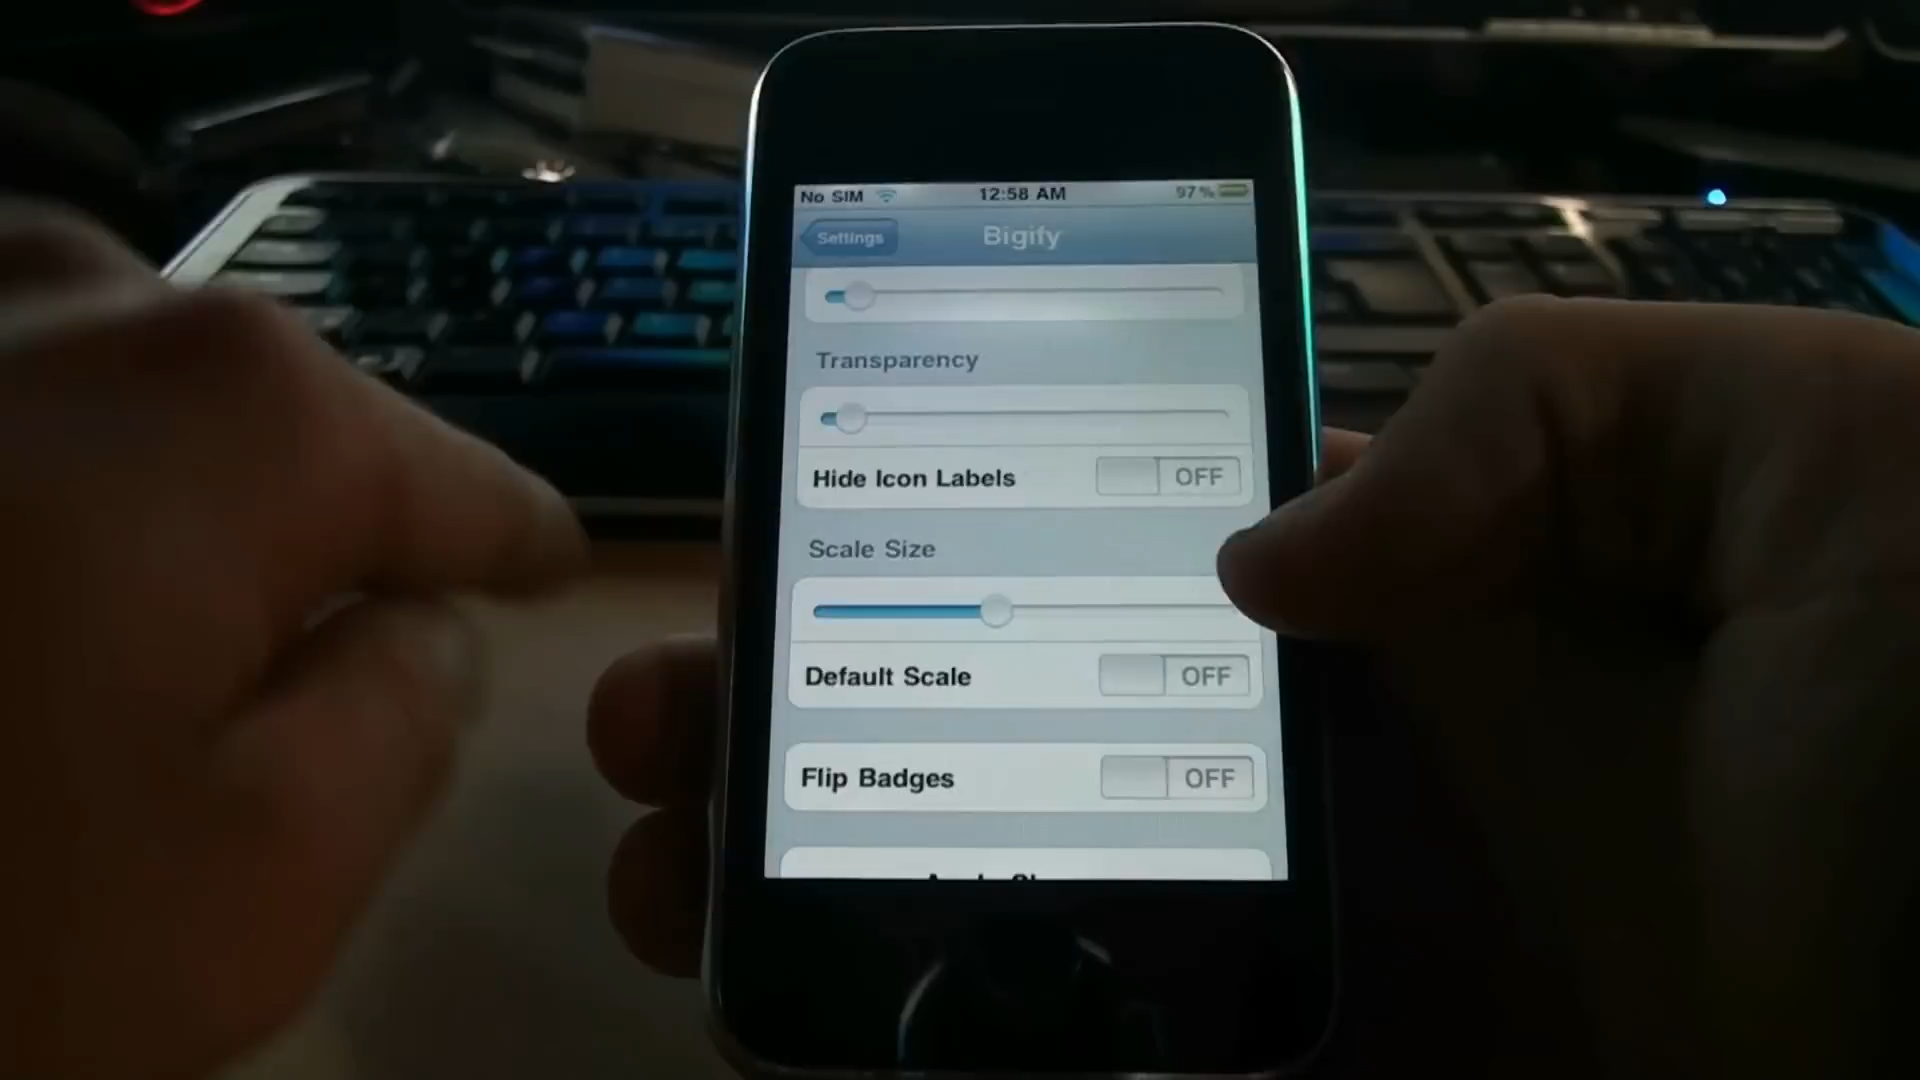 No SIM 12:58 AM 97%
Settings Bigify
Transparency
Hide Icon Labels OFF
Scale Size
Default Scale OFF
Flip Badges OFF